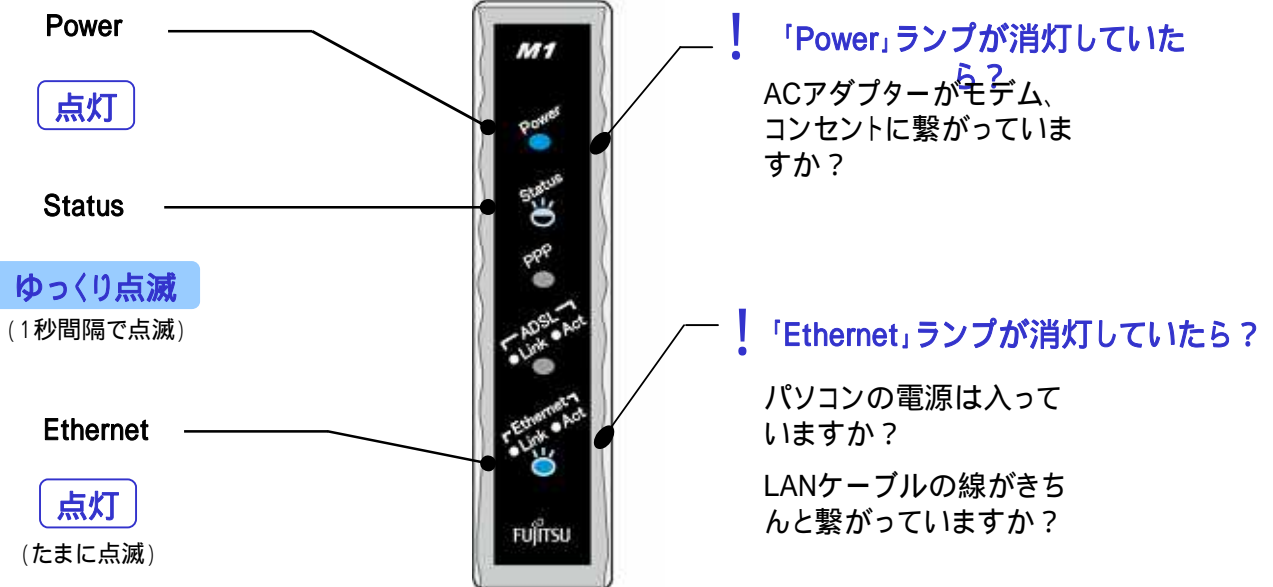 Power
点灯
Status
ゆっくり点滅
(1秒間隔で点滅)
Ethernet
点灯
(たまに点滅)
M1
Power
Status
PPP
ADSL
Link Act
Ethernet
Link Act
FUJITSU
! 「Power」ランプが消灯していた
ら?
ACアダプターがモデム、
コンセントに繋がっていま
すか?
! 「Ethernet」ランプが消灯していたら?
パソコンの電源は入って
いますか?
LANケーブルの線がきち
んと繋がっていますか?